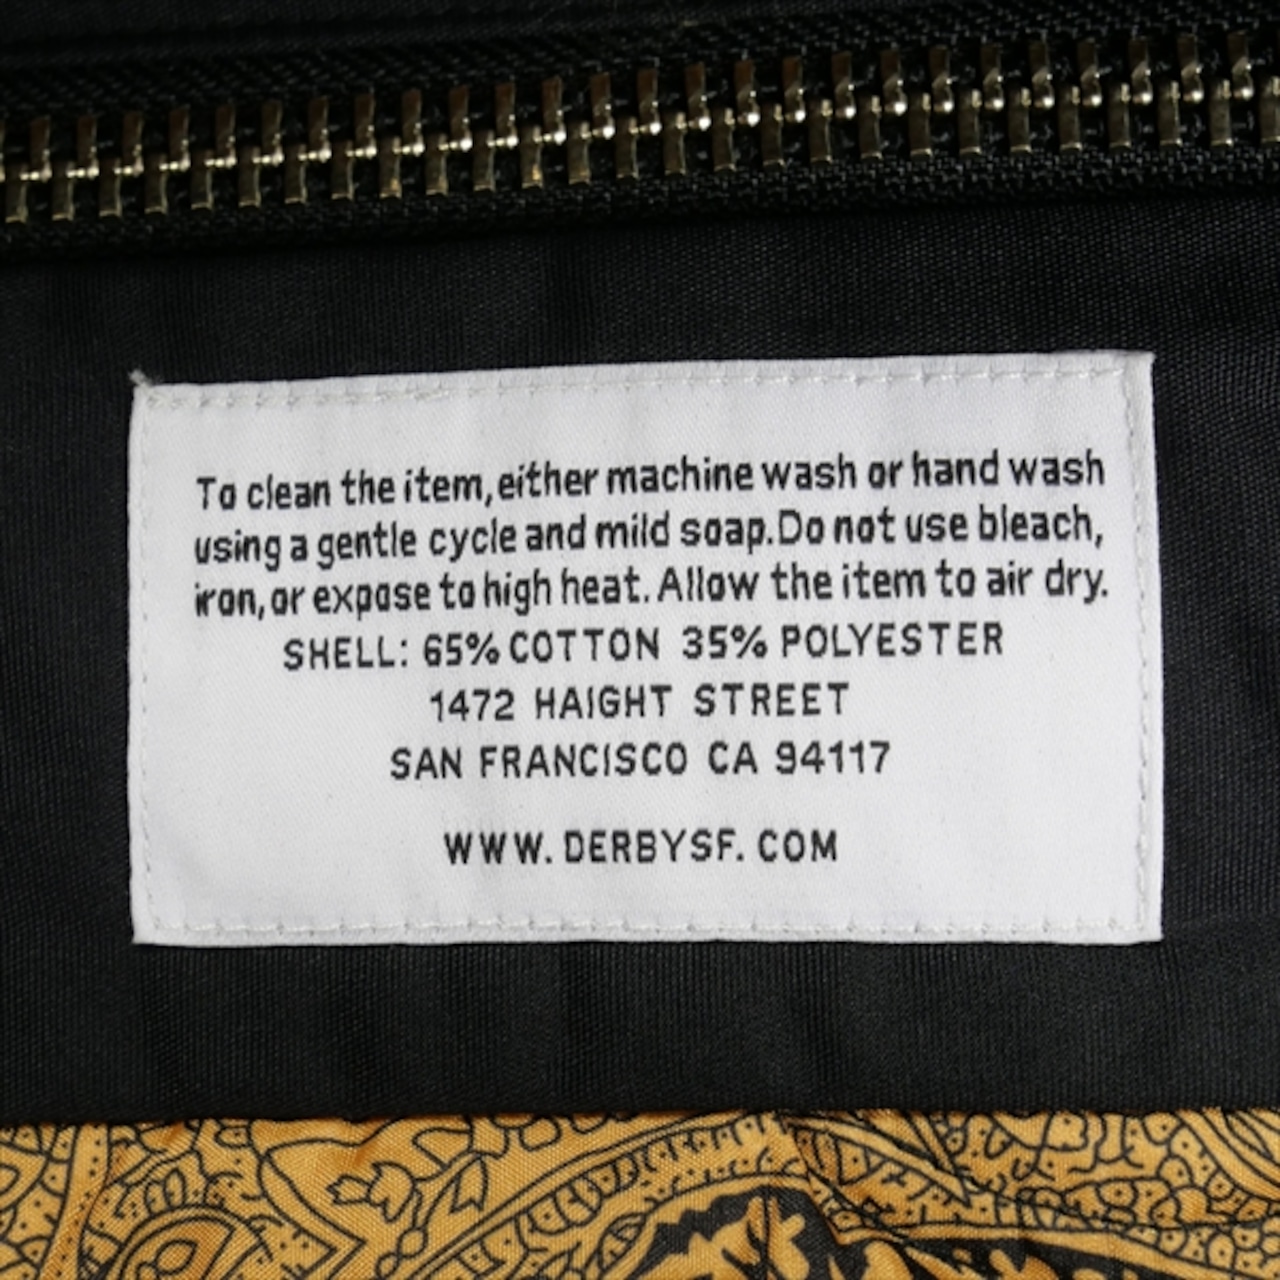 To clean the item, either machine wash or hand wash
using a gentle cycle and mild soap. Do not use bleach,
iron, or expose to high heat. Allow the item to air dry.
SHELL: 65% COTTON 35% POLYESTER
1472 HAIGHT STREET
SAN FRANCISCO CA 94117
WWW. DERBYSF. COM